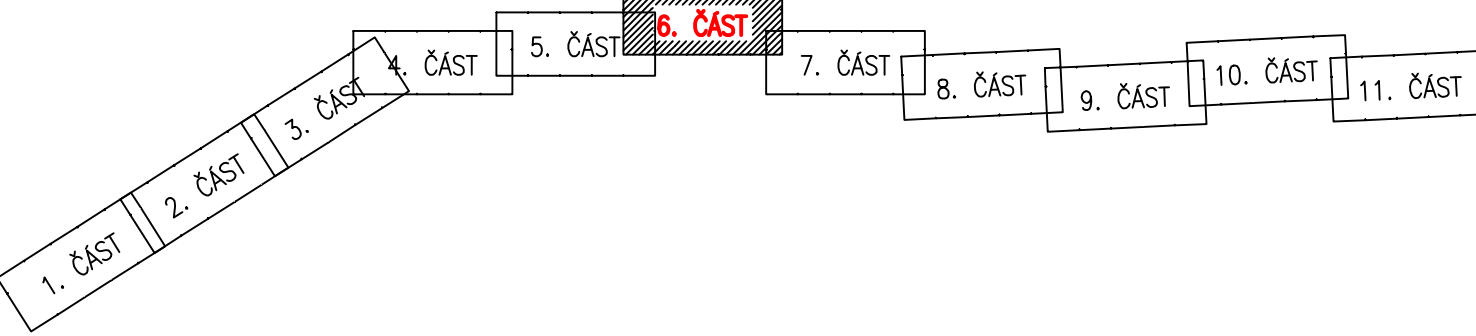 1. ČÁST
2. ČÁST
3. ČÁST
4. ČÁST
5. ČÁST
6. ČÁST
7. ČÁST
8. ČÁST
9. ČÁST
10. ČÁST
11. ČÁST